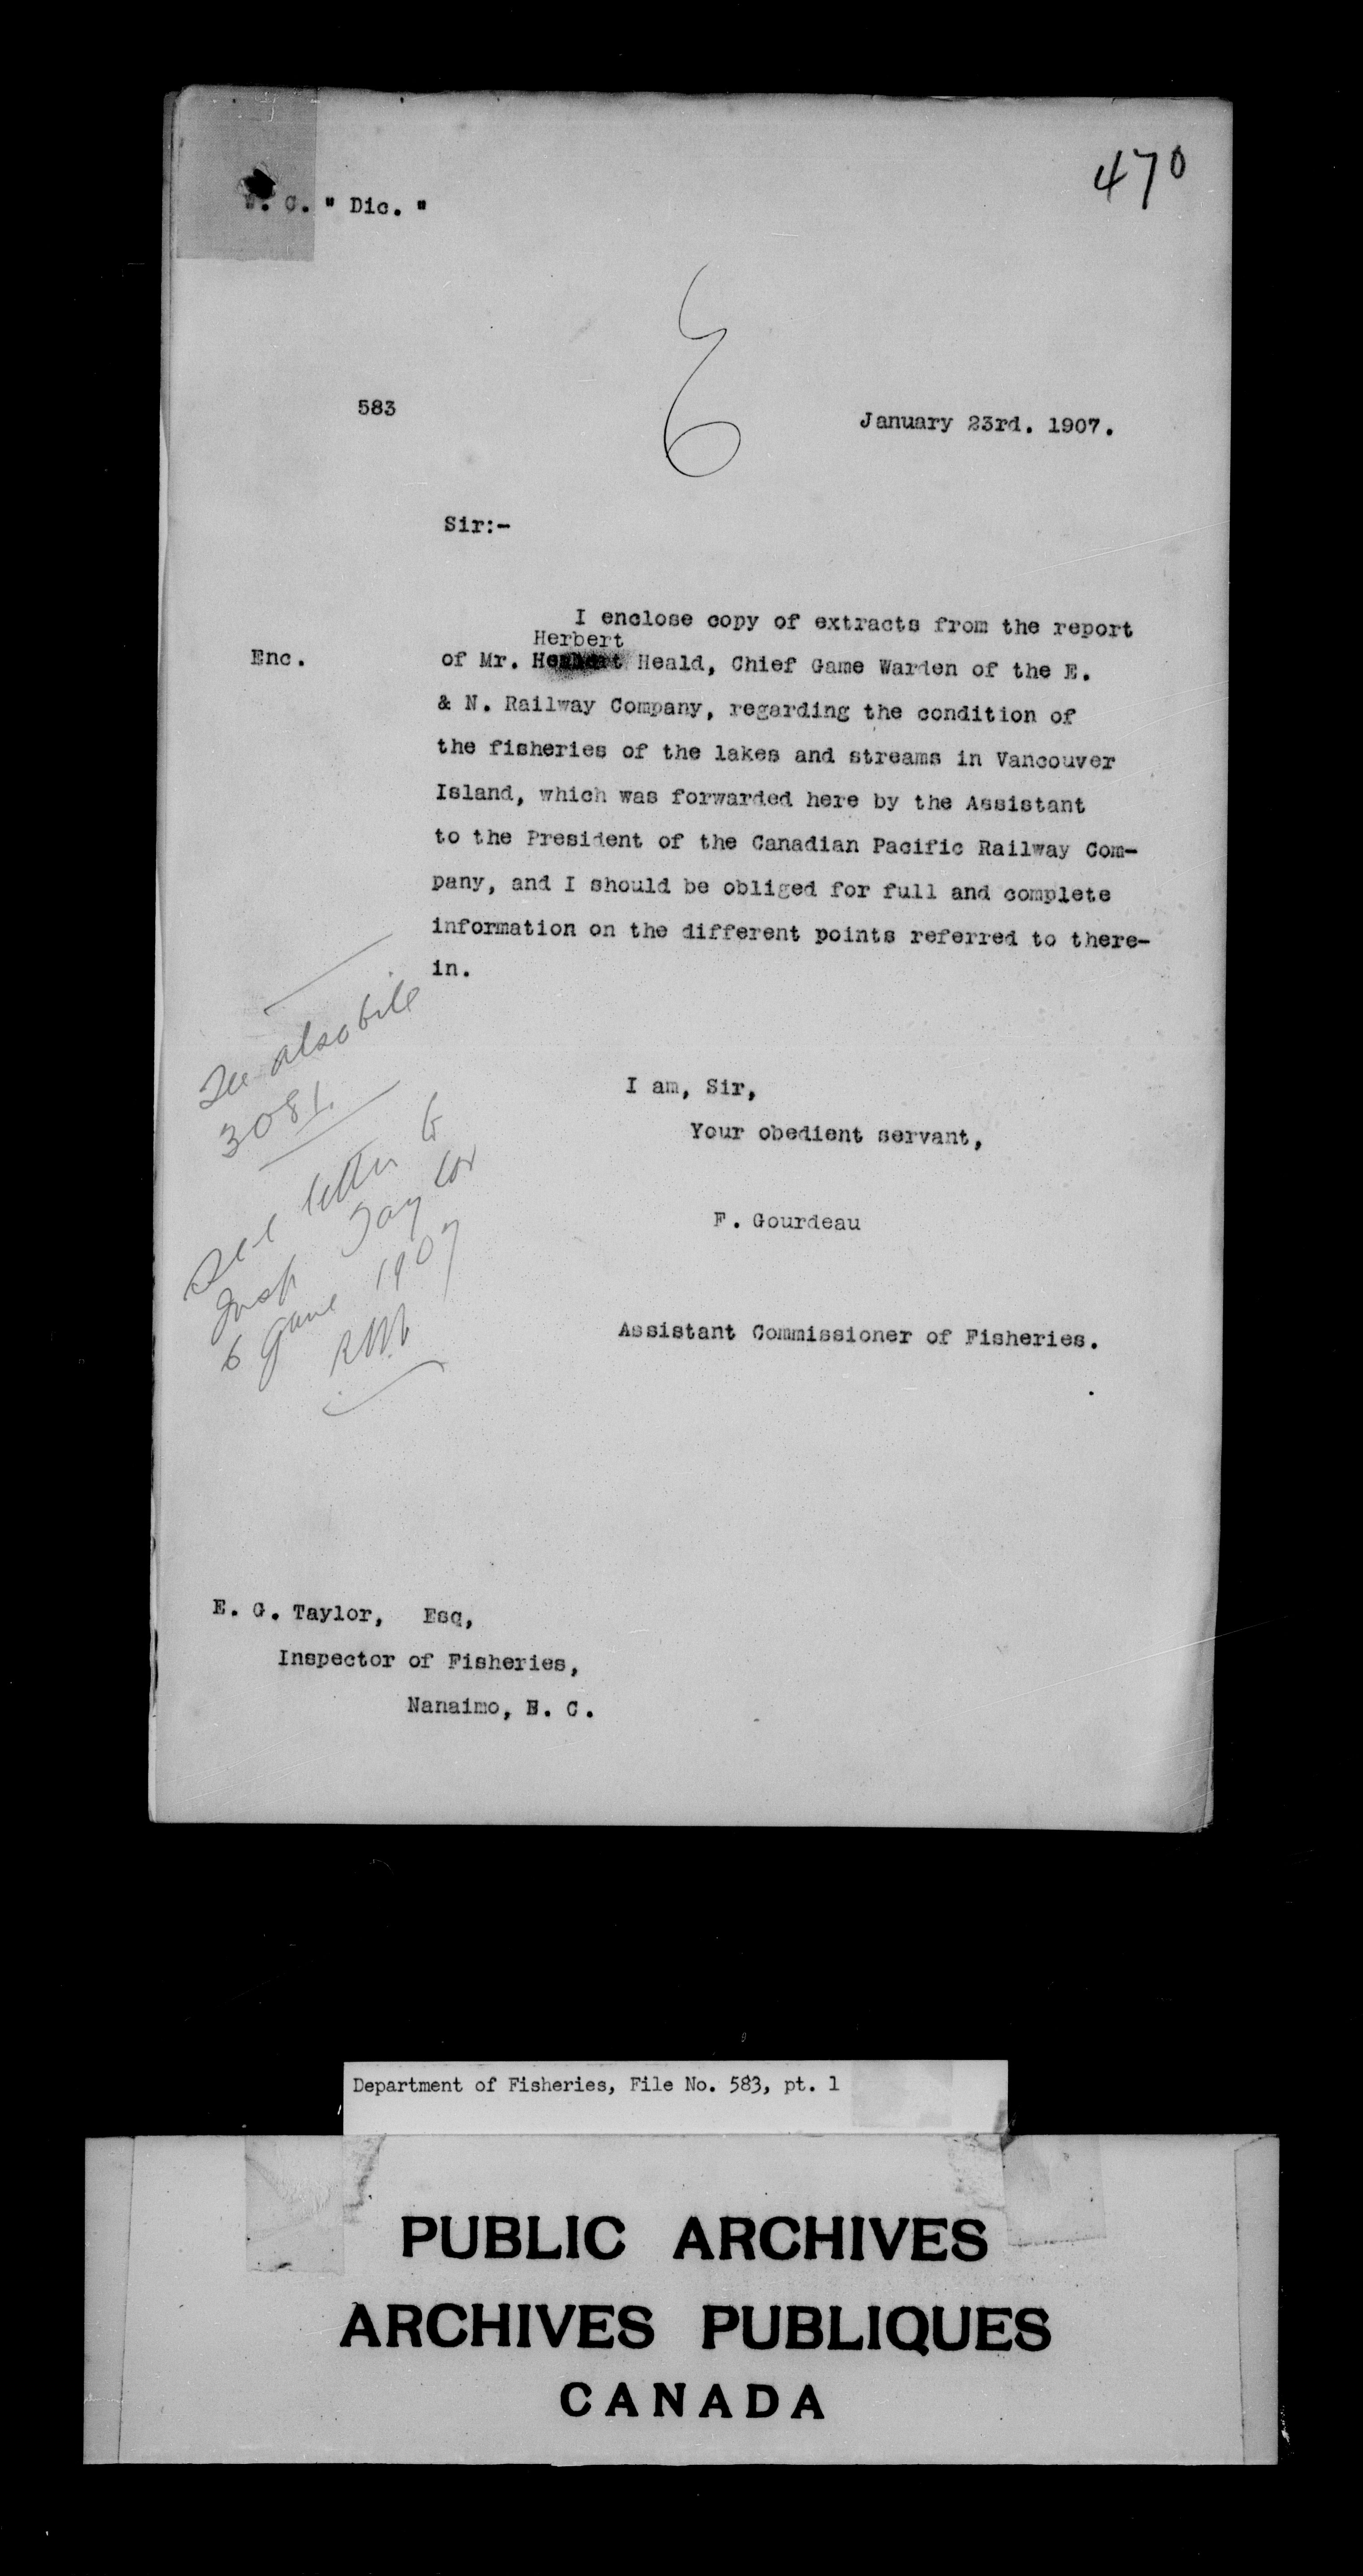 470
. C. " Dic. "
583
January 23rd. 1907.
Sir:-
I enclose copy of extracts from the report
Herbert
Enc.
of Mr. Heald, Chief Game Warden of the E.
& N. Railway Company, regarding the condition of
the fisheries of the lakes and streams in Vancouver
Island, which was forwarded here by the Assistant
to the President of the Canadian Pacific Railway Com-
pany, and I should be obliged for full and complete
information on the different points referred to there-
in.
See also file
3081.
I am, Sir,
Your obedient servant,
F. Gourdeau
Assistant Commissioner of Fisheries.
See letter to
Insp Taylor
6 June 1907
E. G. Taylor, Esq,
Inspector of Fisheries,
Nanaimo, B. C.
Department of Fisheries, File No. 583, pt. 1
PUBLIC ARCHIVES
ARCHIVES PUBLIQUES
CANADA